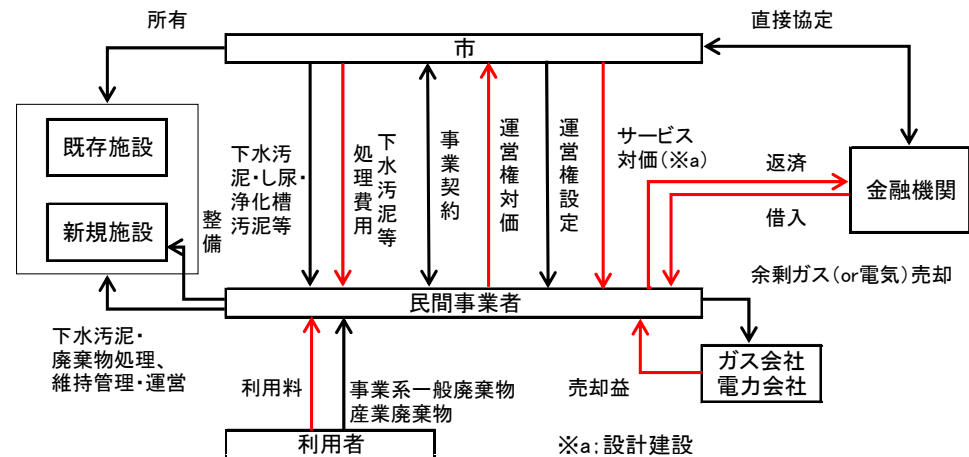 所有
直接協定
市
既存施設
新規施設
整備
下水汚
泥・し尿・
浄化槽
汚泥等
下水汚泥等
処理費用
事業契約
運営権対価
運営権設定
サービス
対価(※a)
返済
借入
金融機関
余剰ガス(or電気)売却
民間事業者
下水汚泥・
廃棄物処理、
維持管理・運営
利用料
事業系一般廃棄物
産業廃棄物
売却益
ガス会社
電力会社
利用者
※a;設計建設